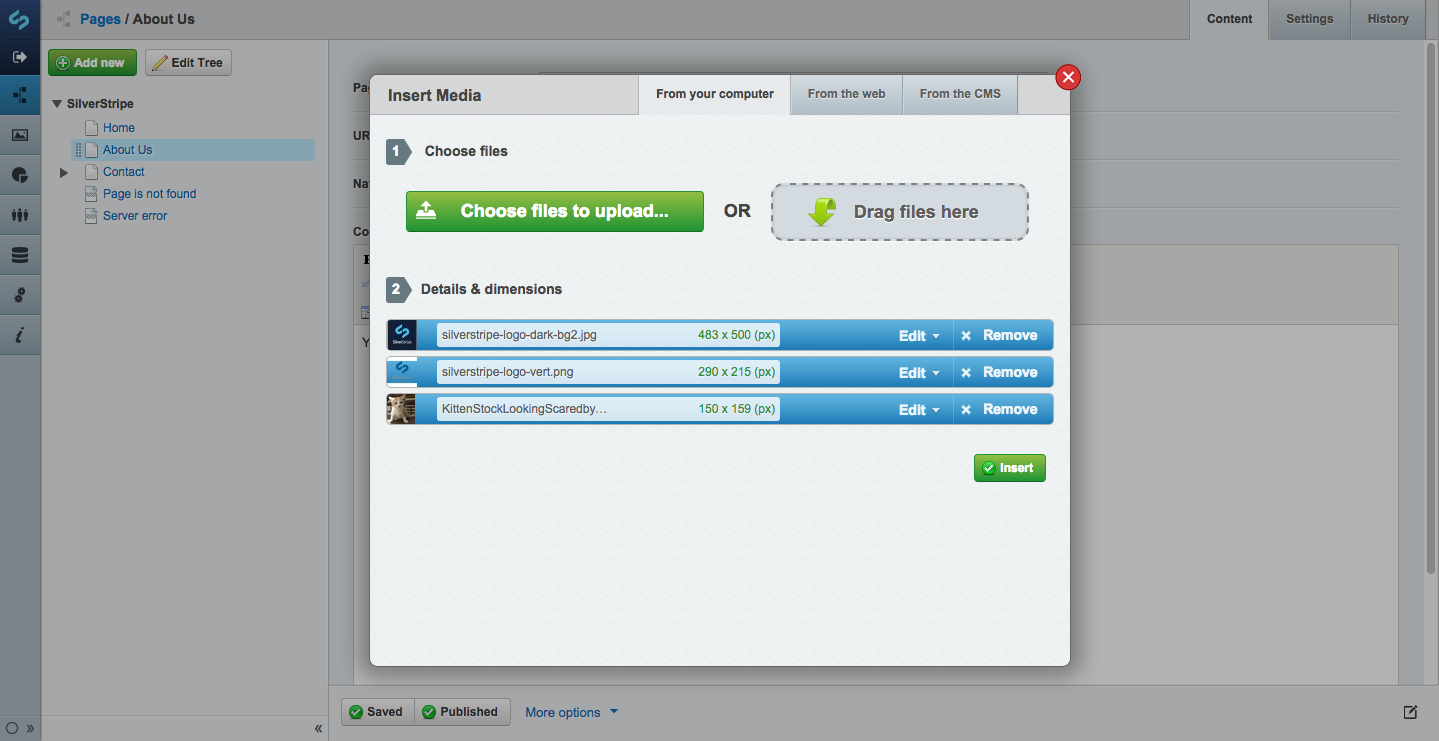 Pages / About Us
Content
Settings
History
Add new
Edit Tree
SilverStripe
Home
About Us
Contact
Page is not found
Server error
Insert Media
From your computer
From the web
From the CMS
1 Choose files
Choose files to upload...
OR
Drag files here
2 Details & dimensions
silverstripe-logo-dark-bg2.jpg 483 x 500 (px) Edit Remove
silverstripe-logo-vert.png 290 x 215 (px) Edit Remove
KittenStockLookingScaredby… 150 x 159 (px) Edit Remove
Insert
Saved
Published
More options